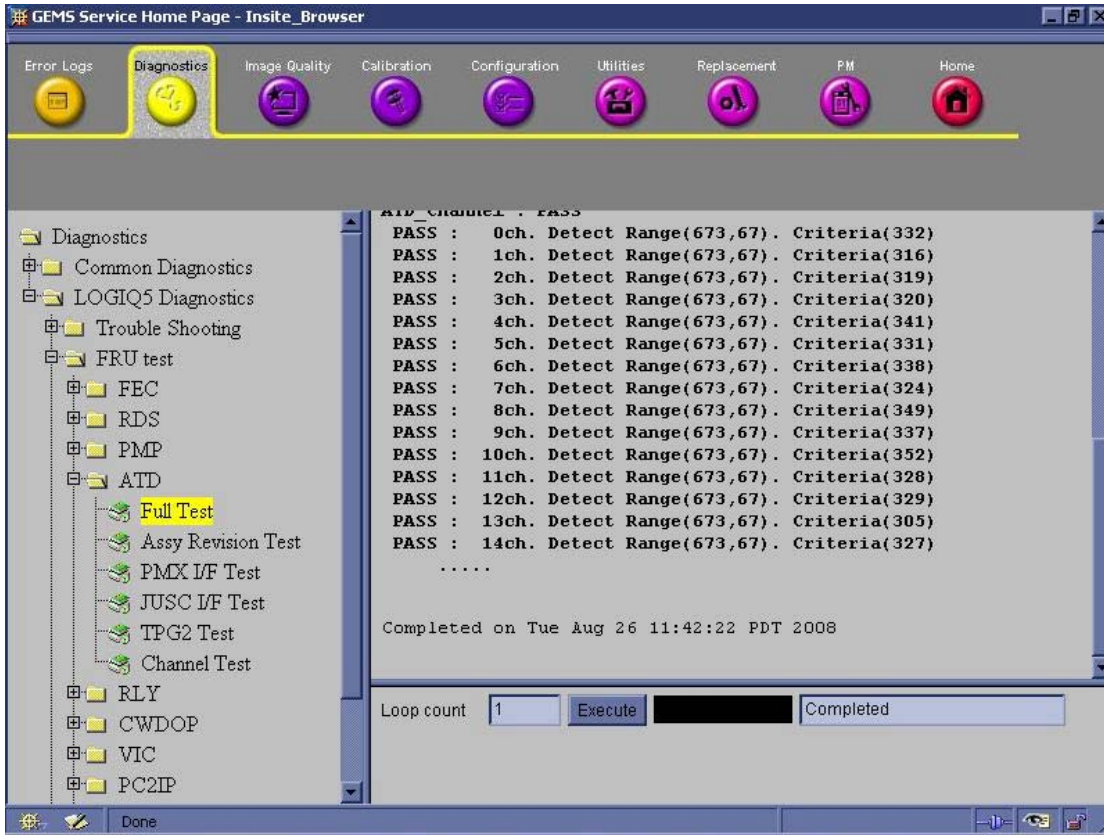 GEMS Service Home Page - Insite_Browser
Error Logs
Diagnostics
Image Quality
Calibration
Configuration
Utilities
Replacement
PM
Home
Diagnostics
Common Diagnostics
LOGIQ5 Diagnostics
Trouble Shooting
FRU test
FEC
RDS
PMP
ATD
Full Test
Assy Revision Test
PMX I/F Test
JUSC I/F Test
TPG2 Test
Channel Test
RLY
CWDOP
VIC
PC2IP
ATD_Channel : PASS
PASS : 0ch. Detect Range(673,67). Criteria(332)
PASS : 1ch. Detect Range(673,67). Criteria(316)
PASS : 2ch. Detect Range(673,67). Criteria(319)
PASS : 3ch. Detect Range(673,67). Criteria(320)
PASS : 4ch. Detect Range(673,67). Criteria(341)
PASS : 5ch. Detect Range(673,67). Criteria(331)
PASS : 6ch. Detect Range(673,67). Criteria(338)
PASS : 7ch. Detect Range(673,67). Criteria(324)
PASS : 8ch. Detect Range(673,67). Criteria(349)
PASS : 9ch. Detect Range(673,67). Criteria(337)
PASS : 10ch. Detect Range(673,67). Criteria(352)
PASS : 11ch. Detect Range(673,67). Criteria(328)
PASS : 12ch. Detect Range(673,67). Criteria(329)
PASS : 13ch. Detect Range(673,67). Criteria(305)
PASS : 14ch. Detect Range(673,67). Criteria(327)
.....
Completed on Tue Aug 26 11:42:22 PDT 2008
Loop count 1 Execute Completed
Done